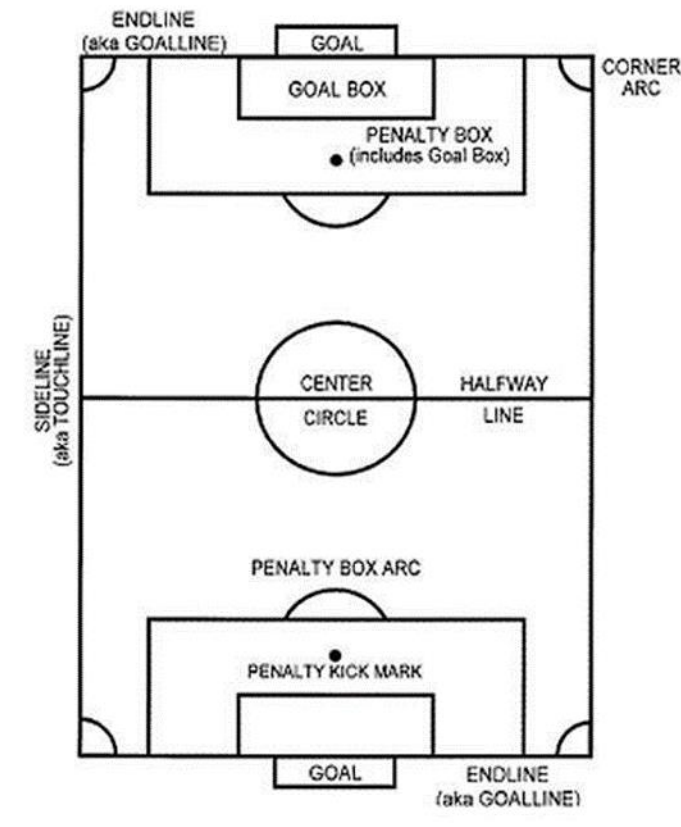 ENDLINE
(aka GOALLINE)
GOAL
CORNER
ARC
GOAL BOX
PENALTY BOX
(includes Goal Box)
SIDELINE
(aka TOUCHLINE)
CENTER
CIRCLE
HALFWAY
LINE
PENALTY BOX ARC
PENALTY KICK MARK
GOAL
ENDLINE
(aka GOALLINE)